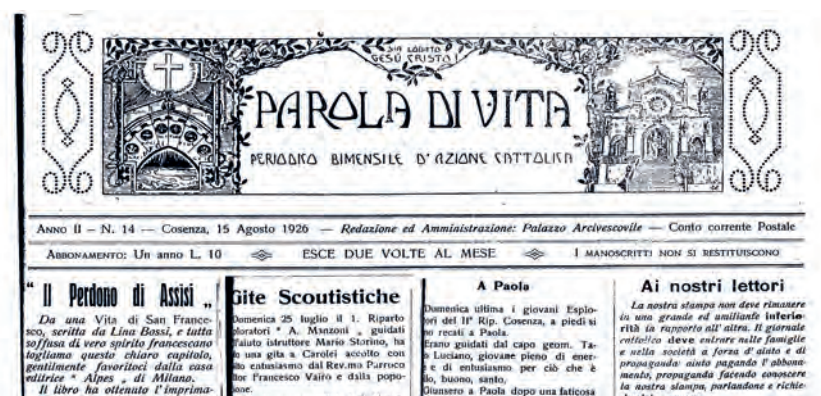 SIA LODATO
GESÙ CRISTO!
PAROLA DI VITA
PERIODICO BIMENSILE D'AZIONE CATTOLICA
ANNO II — N. 14 — Cosenza, 15 Agosto 1926 — Redazione ed Amministrazione: Palazzo Arcivescovile — Conto corrente Postale
ABBONAMENTO: Un anno L. 10 ESCE DUE VOLTE AL MESE I MANOSCRITTI NON SI RESTITUISCONO
“ Il Perdono di Assisi „
Da una Vita di San France-
sco, scritta da Lina Bossi, e tutta
soffusa di vero spirito francescano
togliamo questo chiaro capitolo,
gentilmente favoritoci dalla casa
editrice " Alpes „ di Milano.
Il libro ha ottenuto l'imprima-
Gite Scoutistiche
Domenica 25 luglio il 1. Riparto
ploratori " A. Manzoni „ guidati
l'aiuto istruttore Mario Storino, ha
to una gita a Carolei accolto con
to entusiasmo dal Rev.mo Parroco
Francesco Vairo e dalla popo-
one.
A Paola
Domenica ultima i giovani Esplo-
ori del IIº Rip. Cosenza, a piedi si
no recati a Paola.
Erano guidati dal capo geom. Ta-
o Luciano, giovane pieno di ener-
e di entusiasmo per ciò che è
lo, buono, santo.
Giunsero a Paola dopo una faticosa
Ai nostri lettori
La nostra stampa non deve rimanere
in una grande ed umiliante inferio-
rità in rapporto all' altra. Il giornale
cattolico deve entrare nelle famiglie
e nella società a forza d' aiuto e di
propaganda: aiuto pagando l' abbona-
mento, propaganda facendo conoscere
la nostra stampa, parlandone e richie-